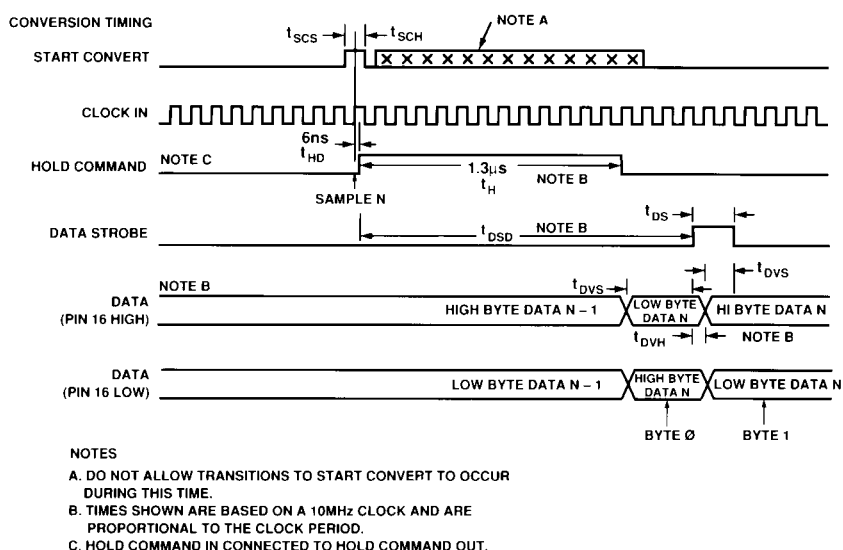 CONVERSION TIMING
NOTE A
tSCS
tSCH
START CONVERT
X X X X X X X X X X X X X
CLOCK IN
6ns
tHD
HOLD COMMAND
NOTE C
1.3µs
tH
NOTE B
SAMPLE N
tDS
DATA STROBE
tDSD
NOTE B
tDVS
NOTE B
tDVS
DATA
(PIN 16 HIGH)
HIGH BYTE DATA N – 1
LOW BYTE
DATA N
HI BYTE DATA N
tDVH
NOTE B
DATA
(PIN 16 LOW)
LOW BYTE DATA N – 1
HIGH BYTE
DATA N
LOW BYTE DATA N
BYTE Ø
BYTE 1
NOTES
A. DO NOT ALLOW TRANSITIONS TO START CONVERT TO OCCUR
DURING THIS TIME.
B. TIMES SHOWN ARE BASED ON A 10MHz CLOCK AND ARE
PROPORTIONAL TO THE CLOCK PERIOD.
C. HOLD COMMAND IN CONNECTED TO HOLD COMMAND OUT.